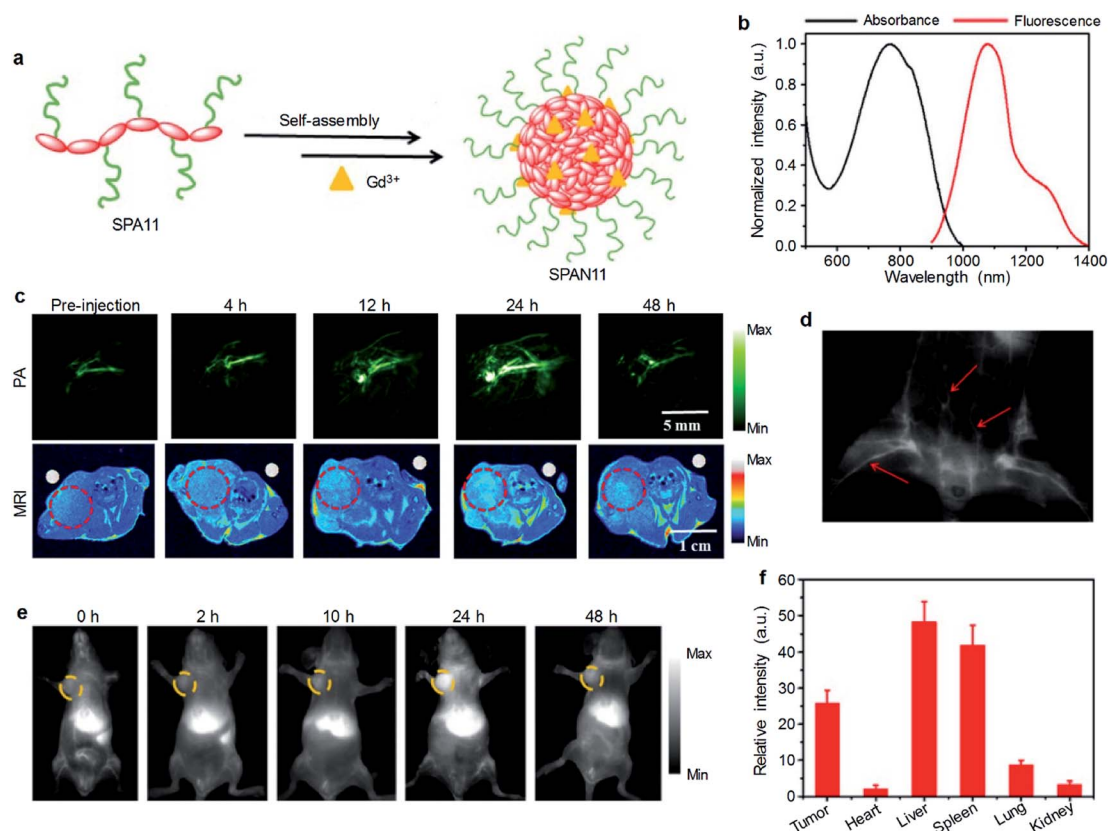 a
Self-assembly
Gd³⁺
SPA11
SPAN11
b
Absorbance
Fluorescence
Normalized intensity (a.u.)
1.0
0.8
0.6
0.4
0.2
0.0
600 800 1000 1200 1400
Wavelength (nm)
c
Pre-injection 4 h 12 h 24 h 48 h
PA
5 mm
Max
Min
MRI
1 cm
Max
Min
d
e
0 h 2 h 10 h 24 h 48 h
Max
Min
f
Relative intensity (a.u.)
60
50
40
30
20
10
0
Tumor Heart Liver Spleen Lung Kidney